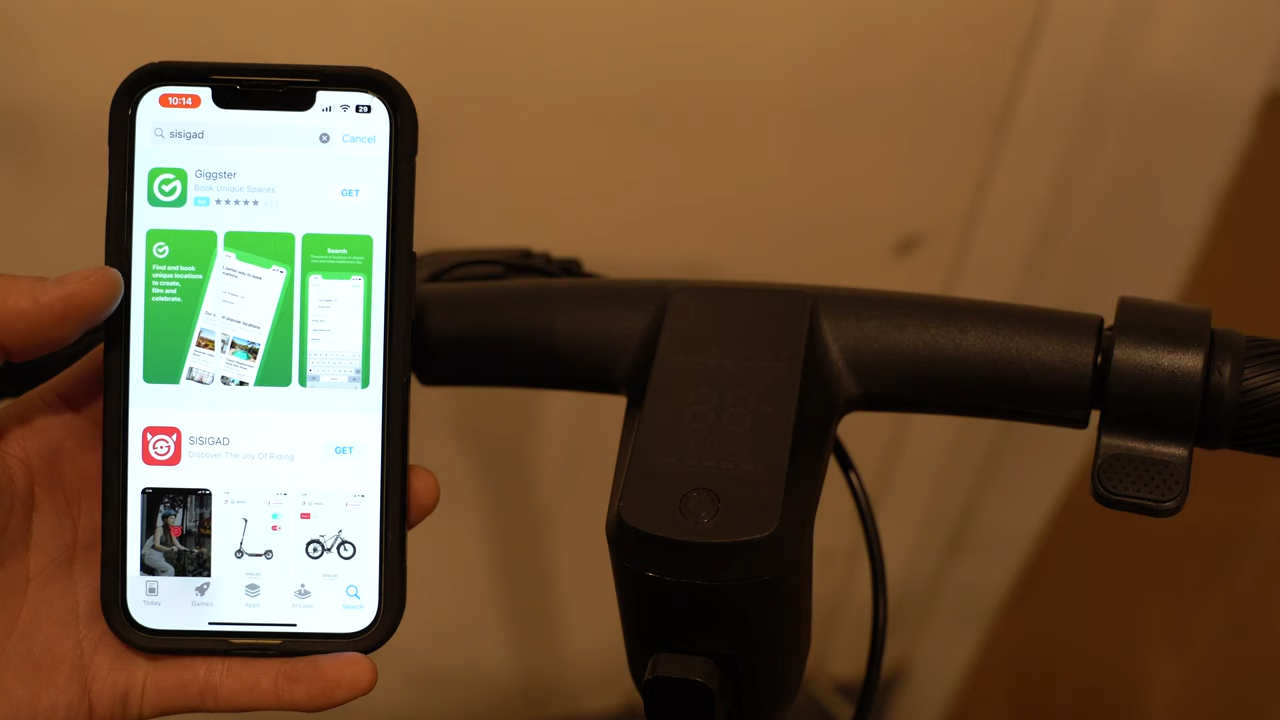 10:14
29
sisigad
Cancel
Giggster
Book Unique Spaces
GET
Ad
Find and book
unique locations
to create,
film and
celebrate.
Search
SISIGAD
Discover The Joy Of Riding
GET
Today
Games
Apps
Arcade
Search